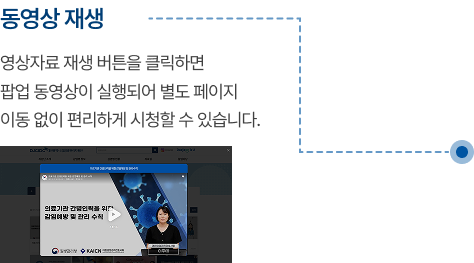 동영상 재생
영상자료 재생 버튼을 클릭하면
팝업 동영상이 실행되어 별도 페이지
이동 없이 편리하게 시청할 수 있습니다.
의료기관 간병인력을 위한
감염예방 및 관리 수칙
KAICN